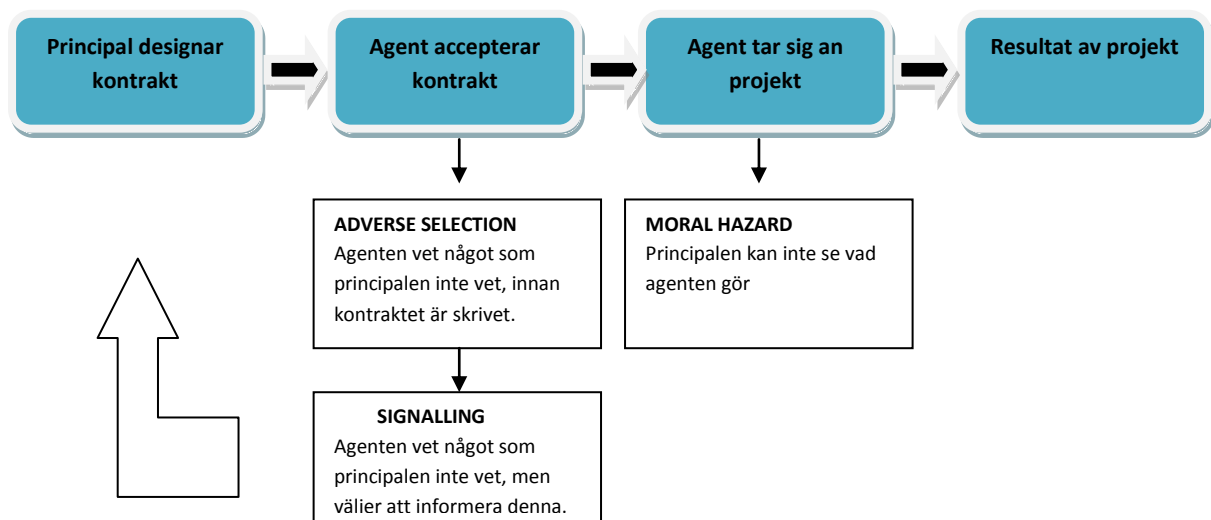 Principal designar
kontrakt
Agent accepterar
kontrakt
Agent tar sig an
projekt
Resultat av projekt
ADVERSE SELECTION
Agenten vet något som
principalen inte vet, innan
kontraktet är skrivet.
MORAL HAZARD
Principalen kan inte se vad
agenten gör
SIGNALLING
Agenten vet något som
principalen inte vet, men
välier att informera denna.